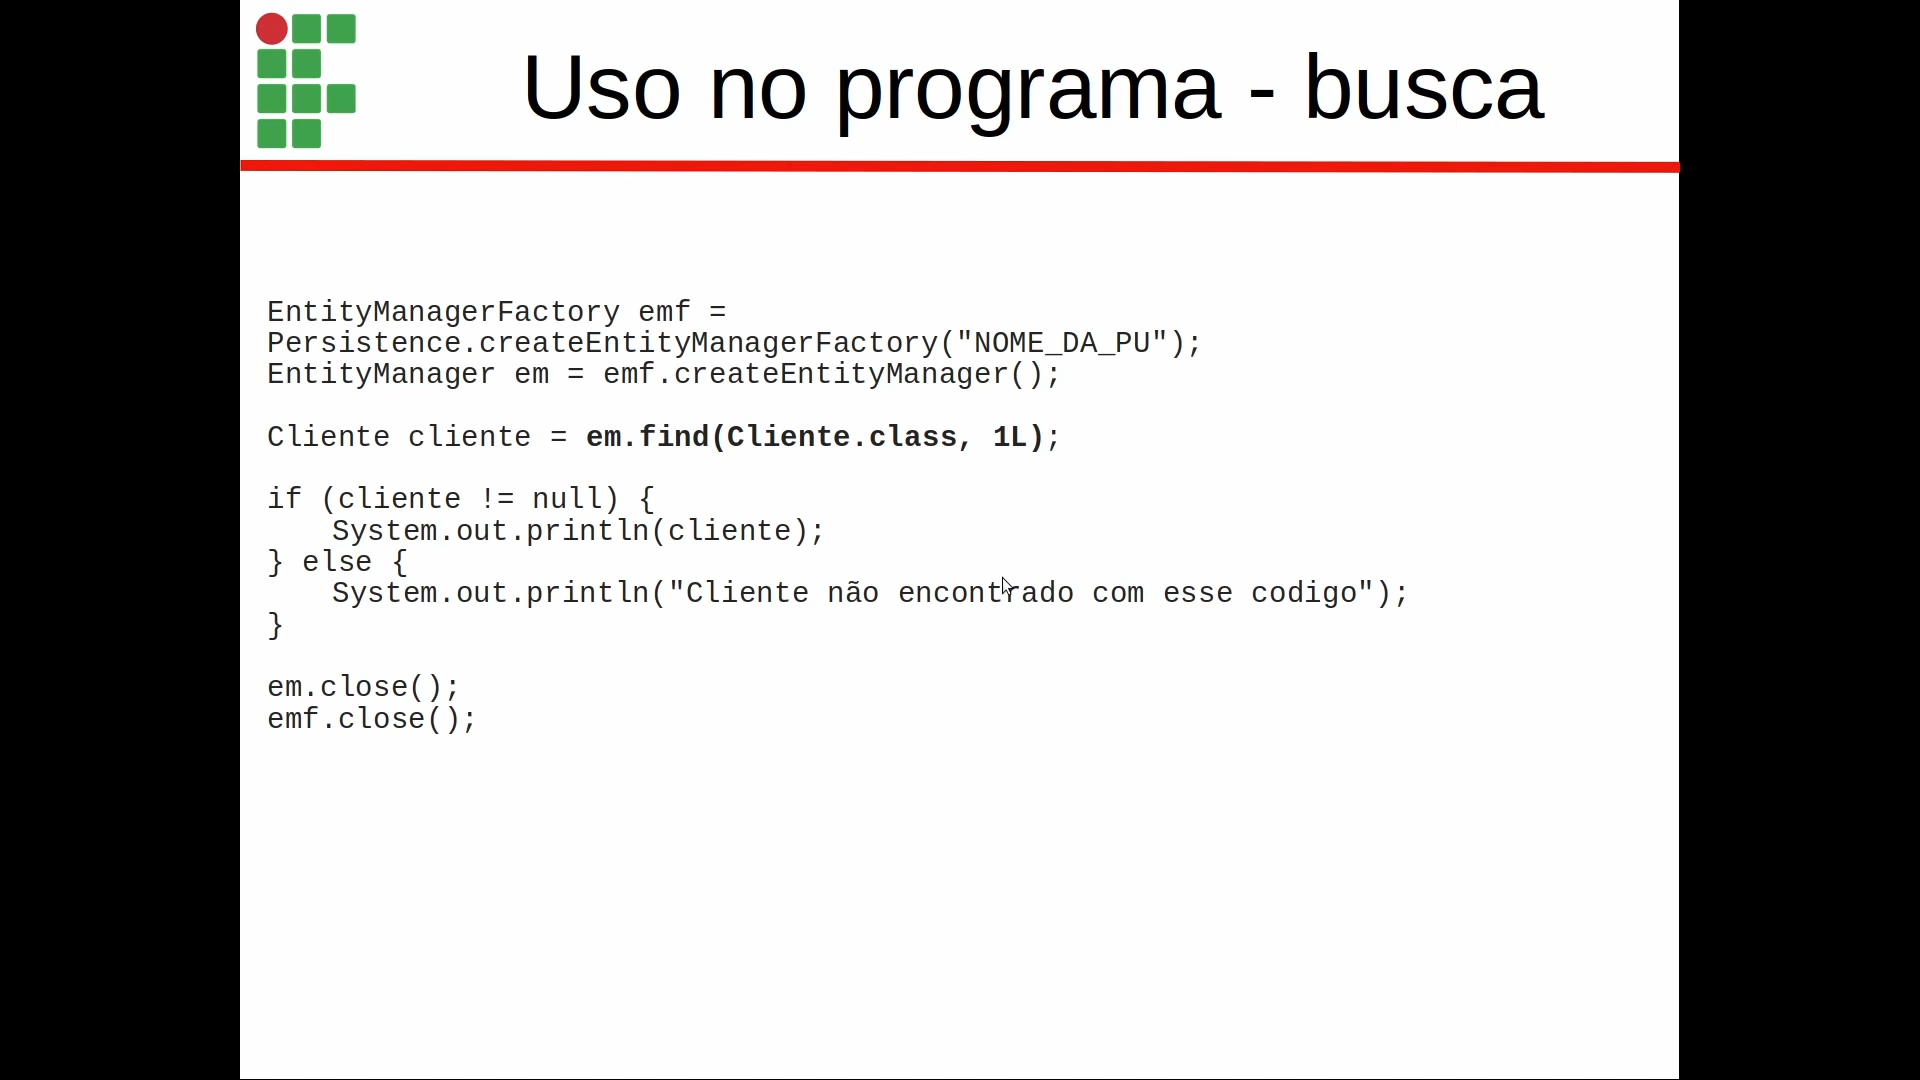 Uso no programa - busca
EntityManagerFactory emf =
Persistence.createEntityManagerFactory("NOME_DA_PU");
EntityManager em = emf.createEntityManager();
Cliente cliente = em.find(Cliente.class, 1L);
if (cliente != null) {
System.out.println(cliente);
} else {
System.out.println("Cliente não encontrado com esse codigo");
}
em.close();
emf.close();